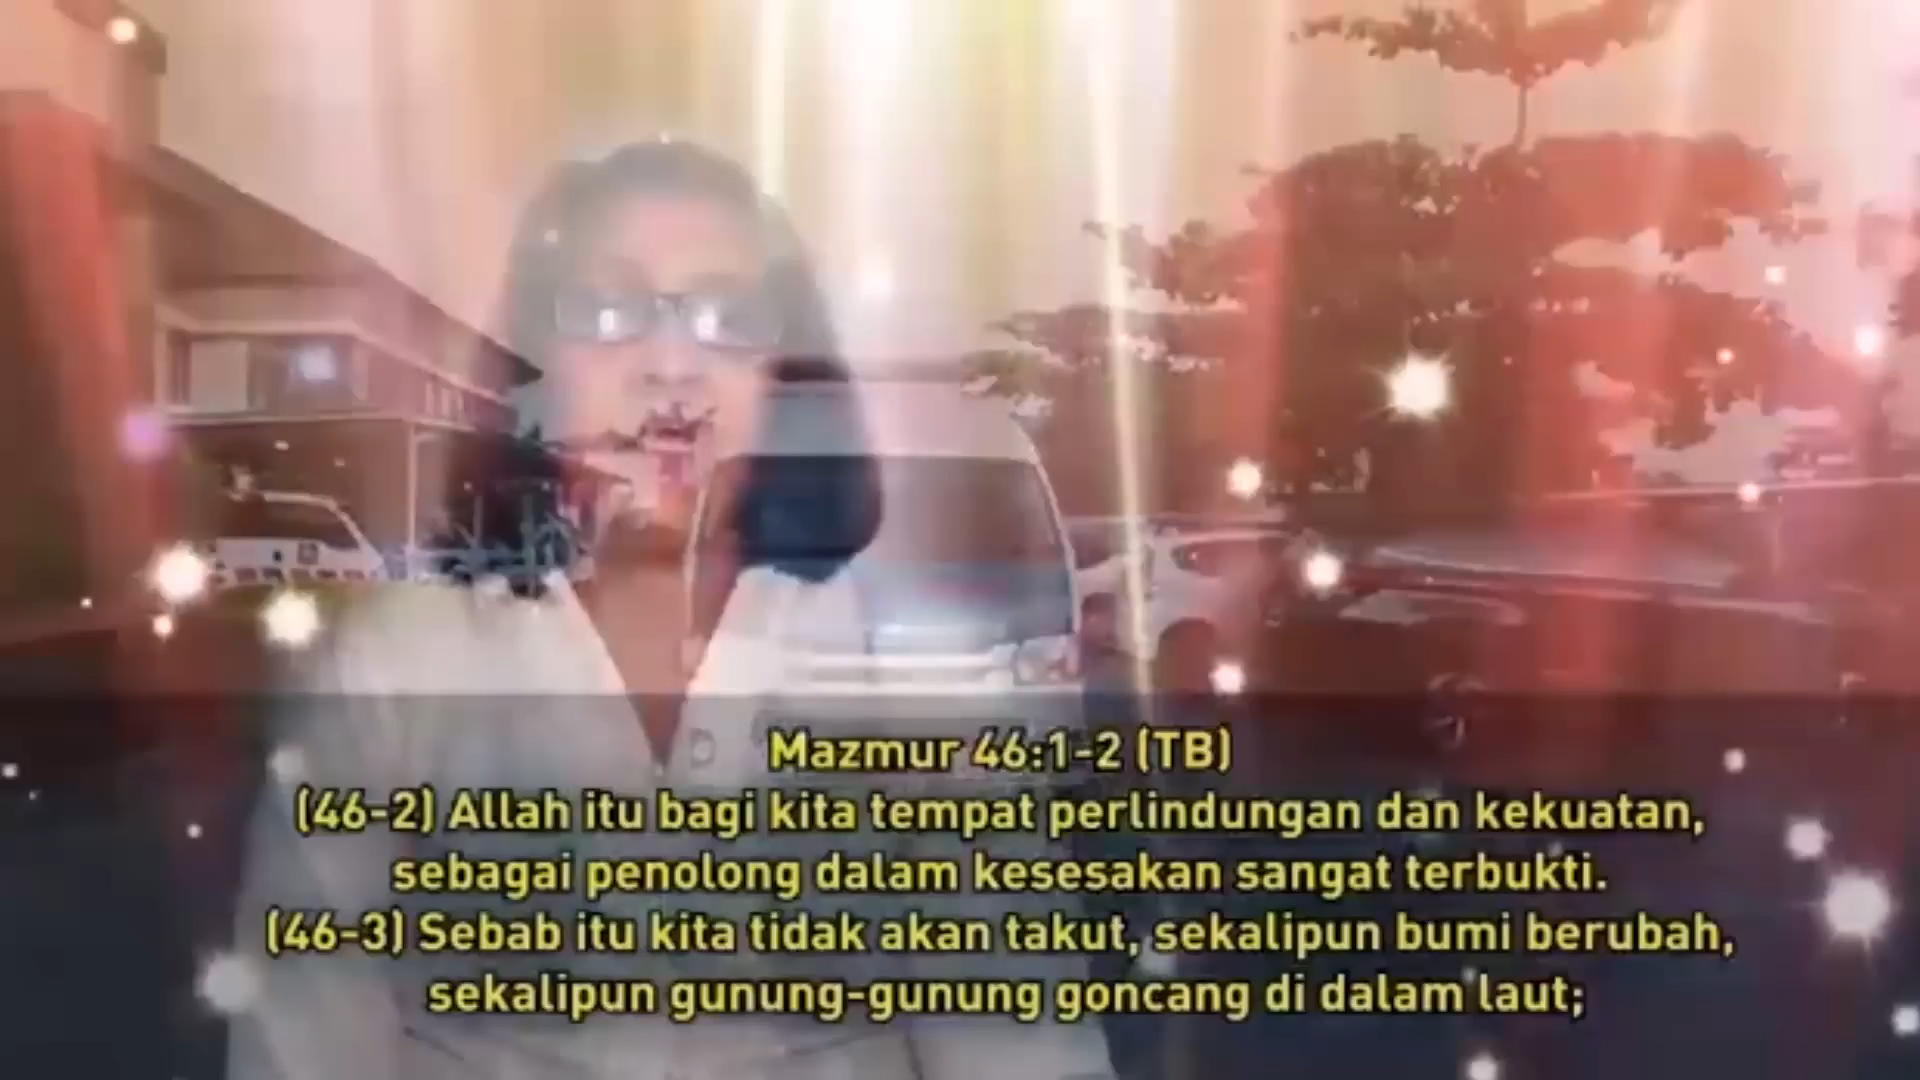 Mazmur 46:1-2 (TB)
(46-2) Allah itu bagi kita tempat perlindungan dan kekuatan,
sebagai penolong dalam kesesakan sangat terbukti.
(46-3) Sebab itu kita tidak akan takut, sekalipun bumi berubah,
sekalipun gunung-gunung goncang di dalam laut;